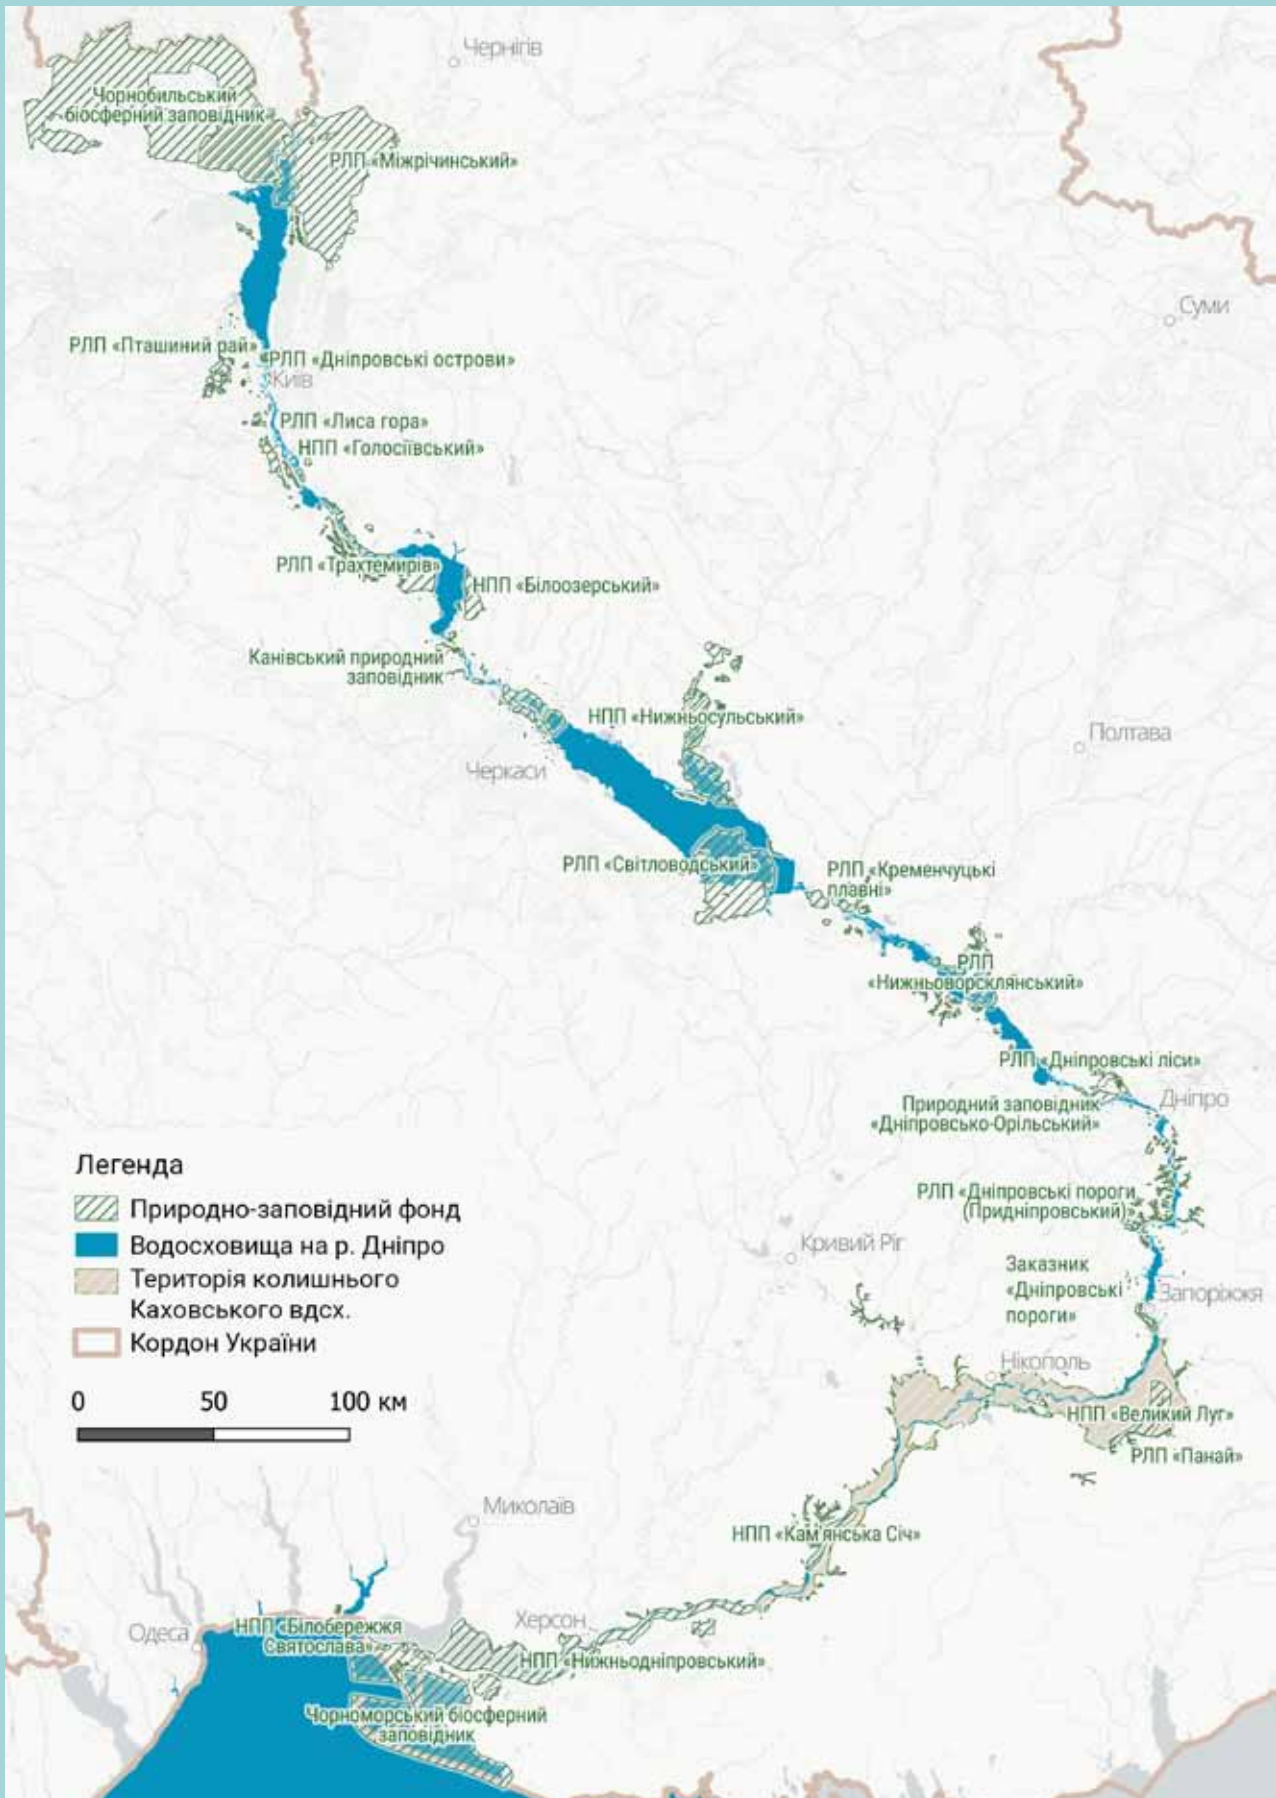 Чернігів
Чорнобильський
біосферний заповідник
РЛП «Міжрічинський»
Суми
РЛП «Пташиний рай»
РЛП «Дніпровські острови»
Київ
РЛП «Лиса гора»
НПП «Голосіївський»
РЛП «Трахтемирів»
НПП «Білоозерський»
Канівський природний
заповідник
НПП «Нижньосульський»
Полтава
Черкаси
РЛП «Світловодський»
РЛП «Кременчуцькі
плавні»
РЛП
«Нижньоворсклянський»
РЛП «Дніпровські ліси»
Природний заповідник
«Дніпровсько-Орільський»
Дніпро
РЛП «Дніпровські пороги
(Придніпровський)»
Кривий Ріг
Заказник
«Дніпровські
пороги»
Запоріжжя
Нікополь
НПП «Великий Луг»
РЛП «Панай»
Легенда
Природно-заповідний фонд
Водосховища на р. Дніпро
Територія колишнього
Каховського вдсх.
Кордон України
0 50 100 км
Миколаїв
НПП «Кам'янська Січ»
Херсон
Одеса
НПП «Білобережжя
Святослава»
НПП «Нижньодніпровський»
Чорноморський біосферний
заповідник